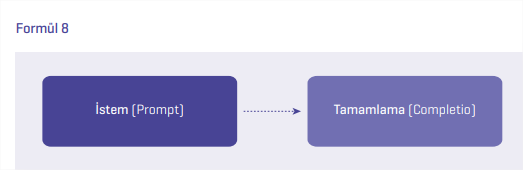 Formül 8
İstem (Prompt)
Tamamlama (Completio)